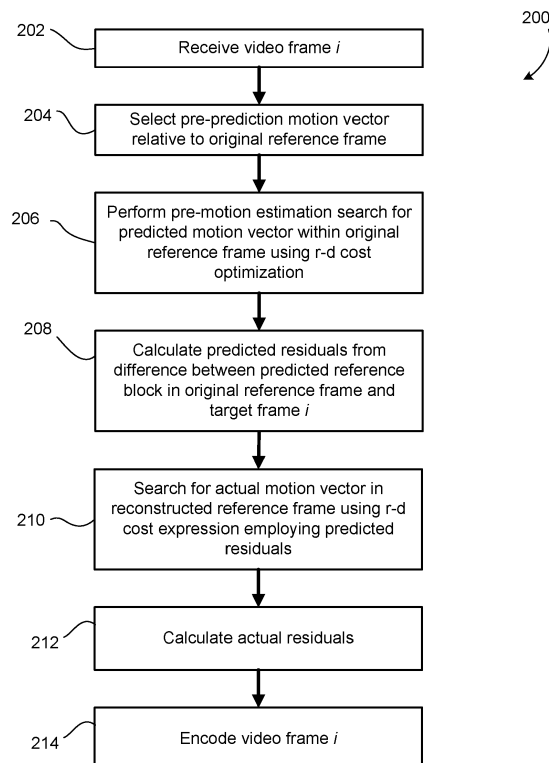 200
202
Receive video frame i
204
Select pre-prediction motion vector
relative to original reference frame
206
Perform pre-motion estimation search for
predicted motion vector within original
reference frame using r-d cost
optimization
208
Calculate predicted residuals from
difference between predicted reference
block in original reference frame and
target frame i
210
Search for actual motion vector in
reconstructed reference frame using r-d
cost expression employing predicted
residuals
212
Calculate actual residuals
214
Encode video frame i